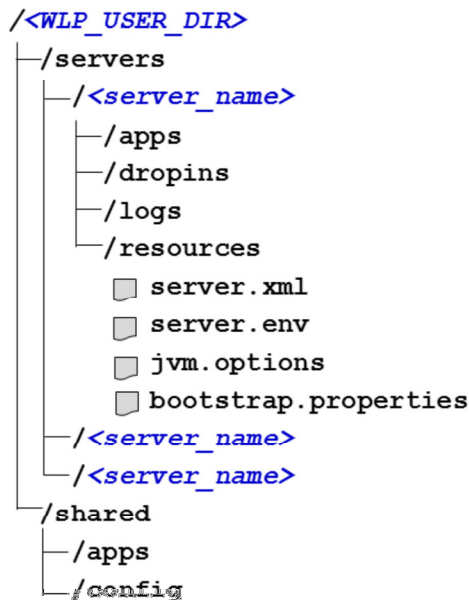 /<WLP_USER_DIR>
/servers
/<server_name>
/apps
/dropins
/logs
/resources
server.xml
server.env
jvm.options
bootstrap.properties
/<server_name>
/<server_name>
/shared
/apps
/config